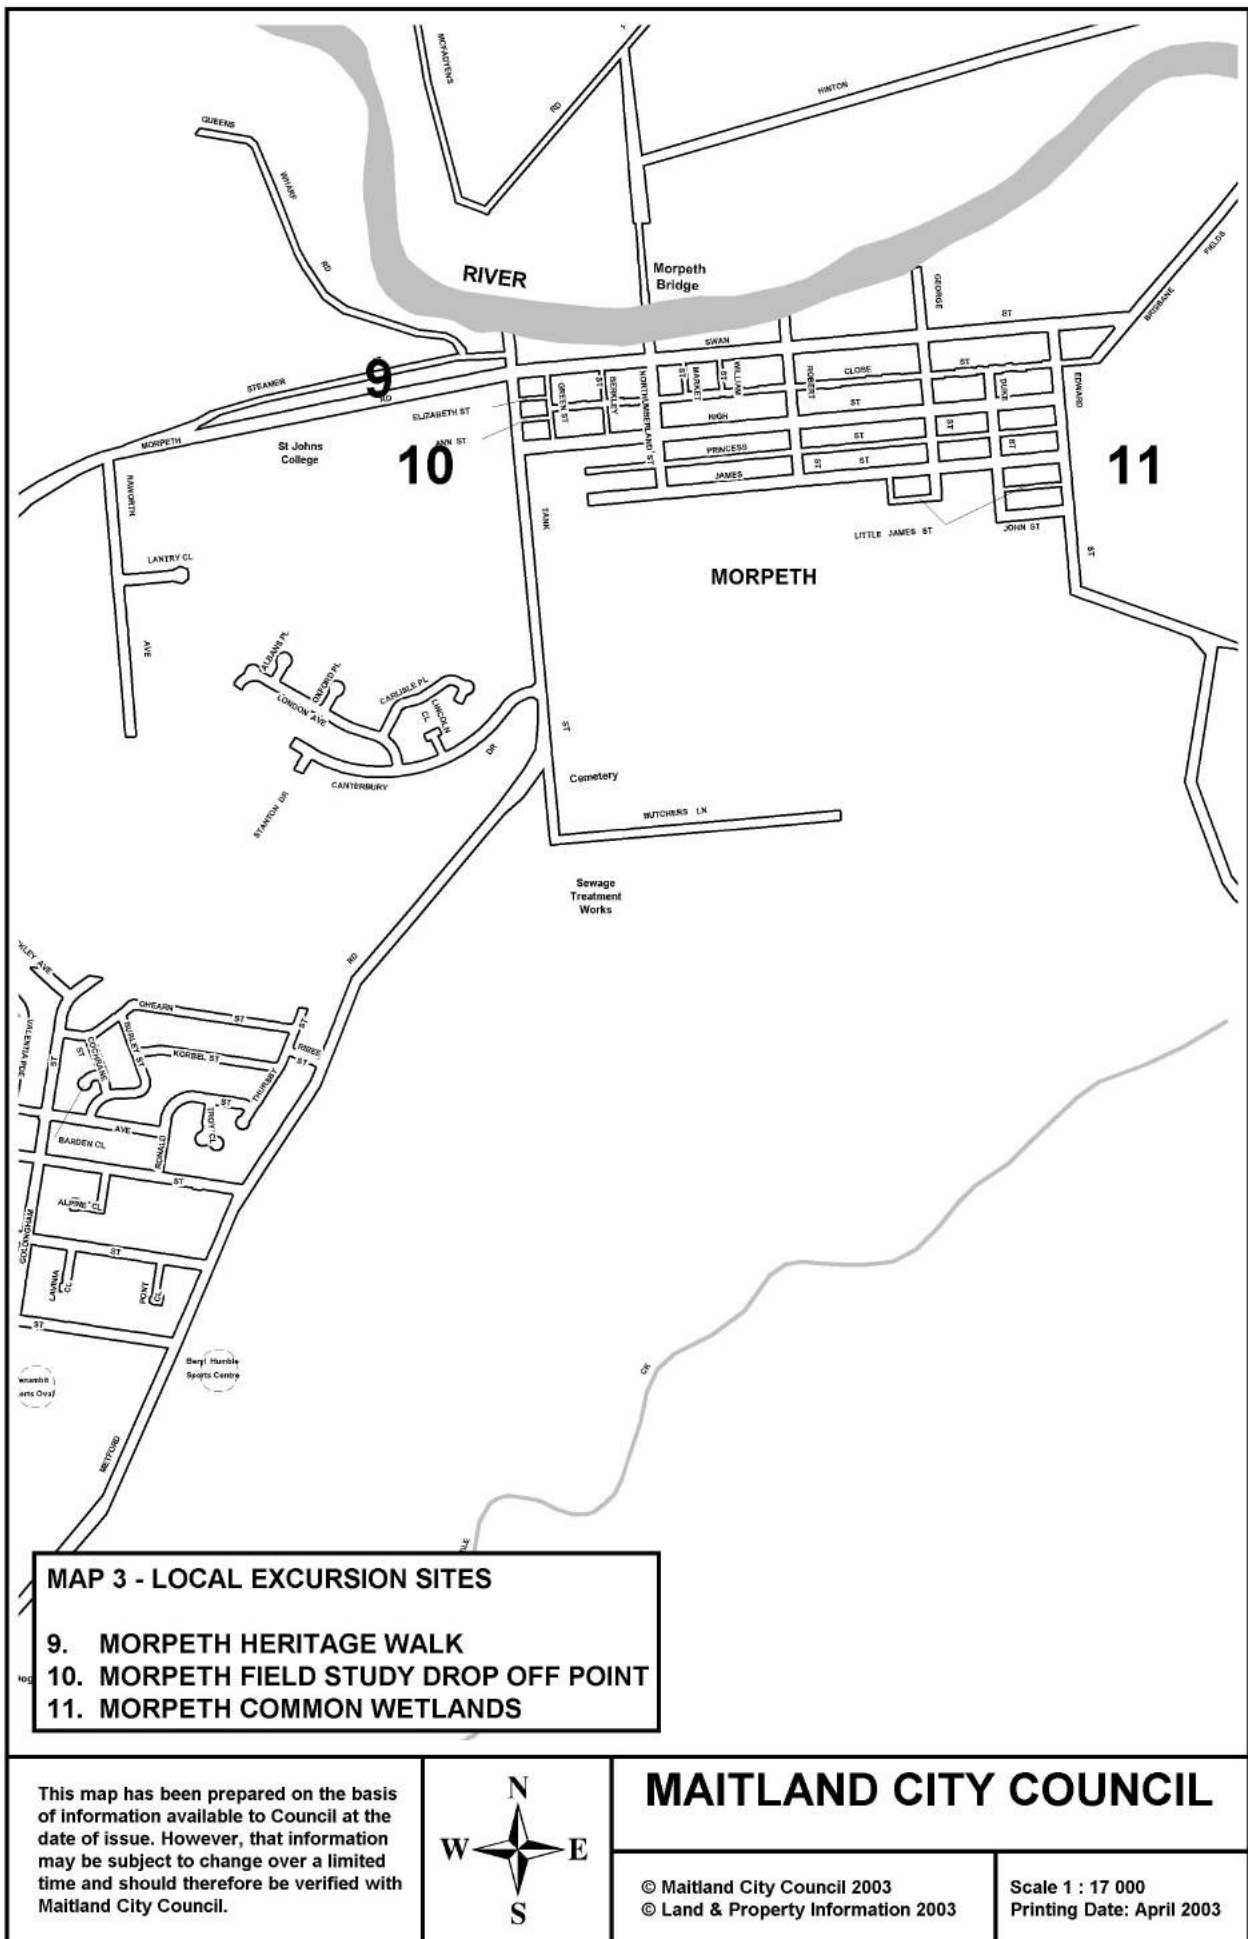 MCFADYENS
RD
HINTON
QUEENS
WHARF
RD
FIELDS
BRISBANE
RIVER
Morpeth
Bridge
GEORGE
ST
SWAN
STEAMER
9
RD
ELIZABETH ST
GREEN ST
ST
BERKLEY
NORTHUMBERLAND ST
ST
MARKET
ST
WILLIAM
ROBERT
CLOSE
ST
DUKE
EDWARD
HIGH
ST
MORPETH
St Johns
College
ANN ST
10
PRINCESS
ST
ST
ST
JAMES
ST
ST
11
RAWORTH
TANK
LITTLE JAMES ST
JOHN ST
ST
LANTRY CL
MORPETH
AVE
ALBANS PL
OXFORD PL
CARLISLE PL
LONDON AVE
LINCOLN
CL
ST
DR
CANTERBURY
STANTON DR
Cemetery
BUTCHERS LN
Sewage
Treatment
Works
RD
KLEY AVE
VALENTIA PDE
OHEARN
ST
ST
BURLEY ST
COCHRANE
ST
ST
KORBEL ST
RISEE
ST
THURSBY
ST
TROY CL
AVE
RONALD
BARDEN CL
ST
ALPINE CL
GOLDINGHAM
ST
LAVINIA
CL
PONT
CL
ST
Beryl Humble
Sports Centre
enambit
orts Oval
CK
METFORD
MAP 3 - LOCAL EXCURSION SITES
9. MORPETH HERITAGE WALK
10. MORPETH FIELD STUDY DROP OFF POINT
11. MORPETH COMMON WETLANDS
This map has been prepared on the basis
of information available to Council at the
date of issue. However, that information
may be subject to change over a limited
time and should therefore be verified with
Maitland City Council.
N
W E
S
MAITLAND CITY COUNCIL
© Maitland City Council 2003
© Land & Property Information 2003
Scale 1 : 17 000
Printing Date: April 2003